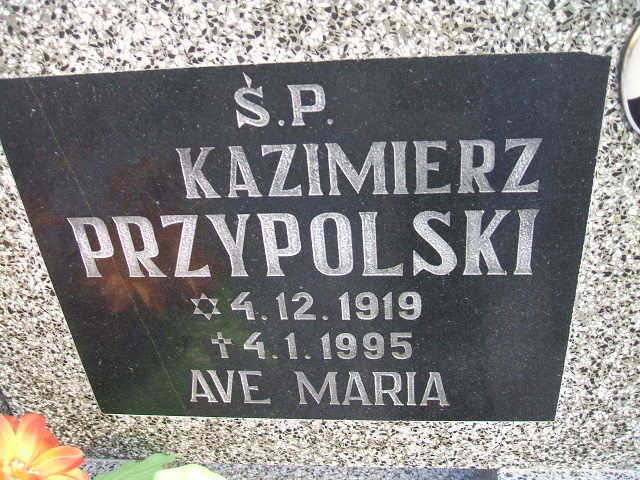 Ś.P.
KAZIMIERZ
PRZYPOLSKI
✡ 4.12.1919
✝ 4.1.1995
AVE MARIA